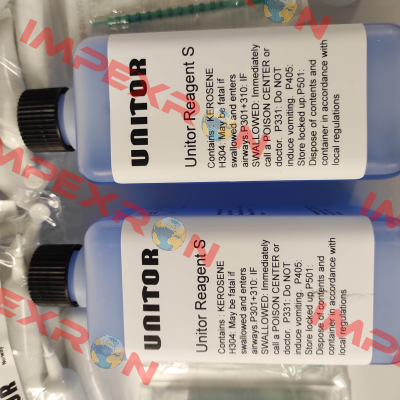 UNITOR
Unitor Reagent S
Contains : KEROSENE
H304: May be fatal if
swallowed and enters
airways.P301+310: IF
SWALLOWED: Immediately
call a POISON CENTER or
doctor. P331: Do NOT
induce vomiting. P405:
Store locked up.P501:
Dispose of contents and
container in accordance with
local regulations
UNITOR
Unitor Reagent S
Contains : KEROSENE
H304: May be fatal if
swallowed and enters
airways.P301+310: IF
SWALLOWED: Immediately
call a POISON CENTER or
doctor. P331: Do NOT
induce vomiting. P405:
Store locked up.P501:
Dispose of contents and
container in accordance with
local regulations
IMPEXRON